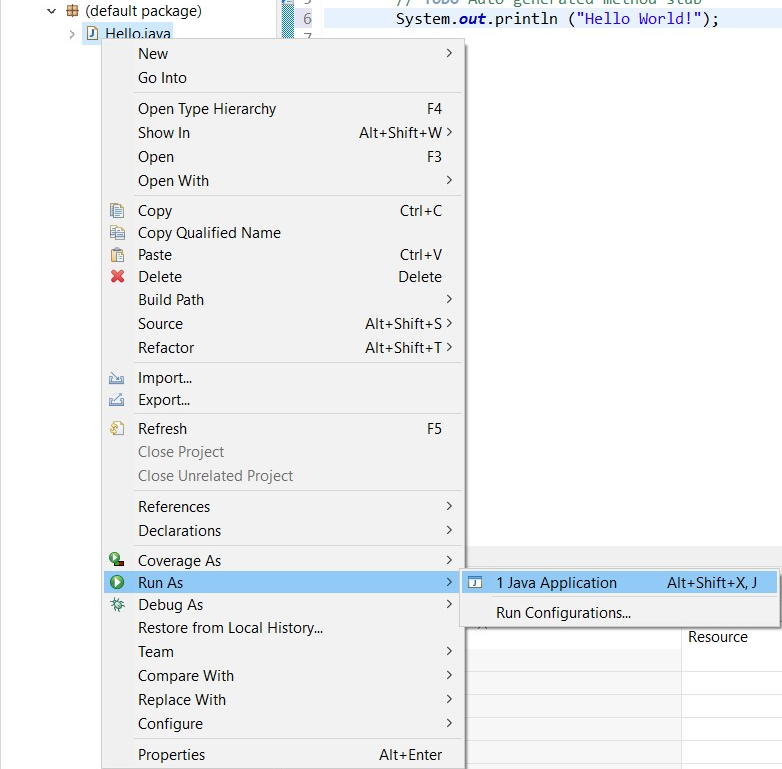 (default package)
5
// TODO Auto-generated method stub
Hello.java
6
System.out.println ("Hello World!");
7
New
Go Into
Open Type Hierarchy F4
Show In Alt+Shift+W
Open F3
Open With
Copy Ctrl+C
Copy Qualified Name
Paste Ctrl+V
Delete Delete
Build Path
Source Alt+Shift+S
Refactor Alt+Shift+T
Import...
Export...
Refresh F5
Close Project
Close Unrelated Project
References
Declarations
Coverage As
Run As
1 Java Application Alt+Shift+X, J
Debug As
Run Configurations...
Restore from Local History...
Resource
Team
Compare With
Replace With
Configure
Properties Alt+Enter